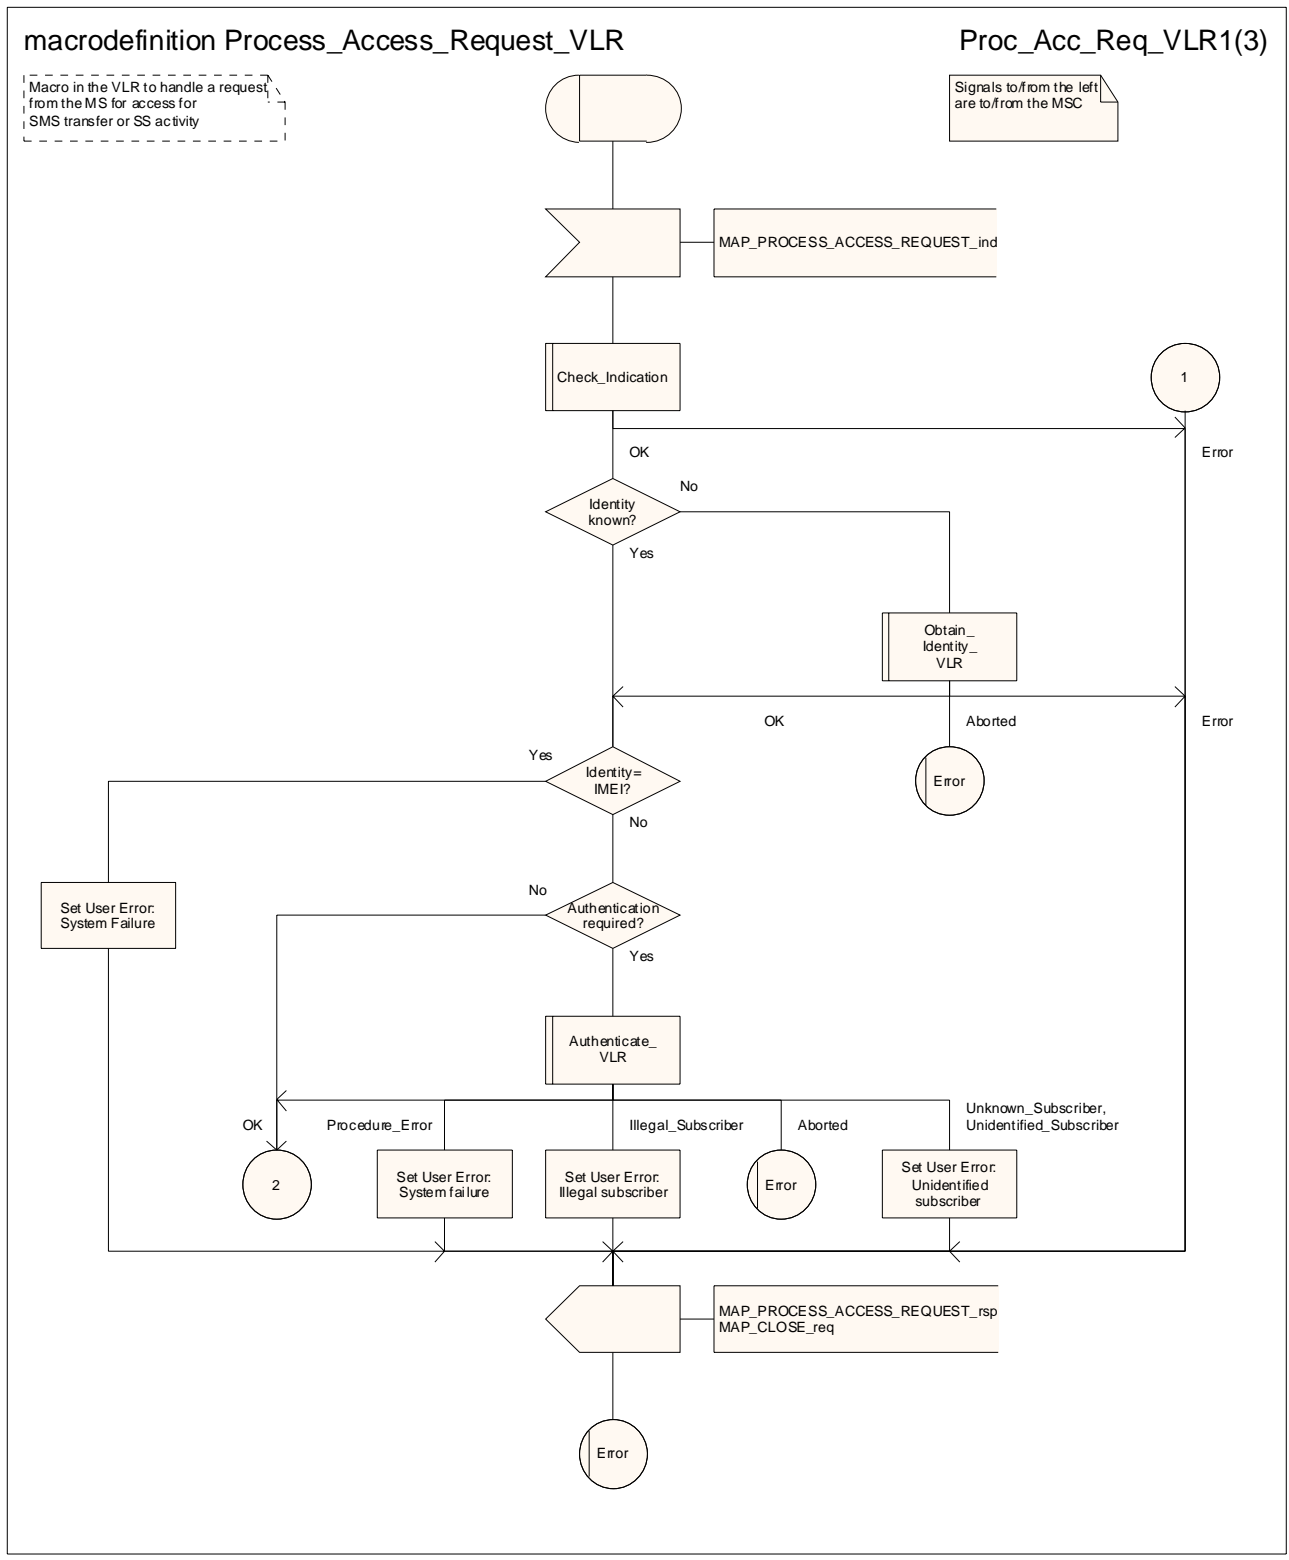 macrodefinition Process_Access_Request_VLR
Proc_Acc_Req_VLR1(3)
Macro in the VLR to handle a request
from the MS for access for
SMS transfer or SS activity
Signals to/from the left
are to/from the MSC
MAP_PROCESS_ACCESS_REQUEST_ind
Check_Indication
1
OK
Error
No
Identity
known?
Yes
Obtain_
Identity_
VLR
OK
Aborted
Error
Yes
Identity=
IMEI?
Error
No
No
Set User Error:
System Failure
Authentication
required?
Yes
Authenticate_
VLR
OK
Procedure_Error
Illegal_Subscriber
Aborted
Unknown_Subscriber,
Unidentified_Subscriber
2
Set User Error:
System failure
Set User Error:
Illegal subscriber
Error
Set User Error:
Unidentified
subscriber
MAP_PROCESS_ACCESS_REQUEST_rsp
MAP_CLOSE_req
Error